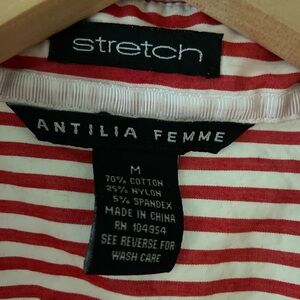 stretch
ANTILIA FEMME
M
70% COTTON
25% NYLON
5% SPANDEX
MADE IN CHINA
RN 104954
SEE REVERSE FOR
WASH CARE